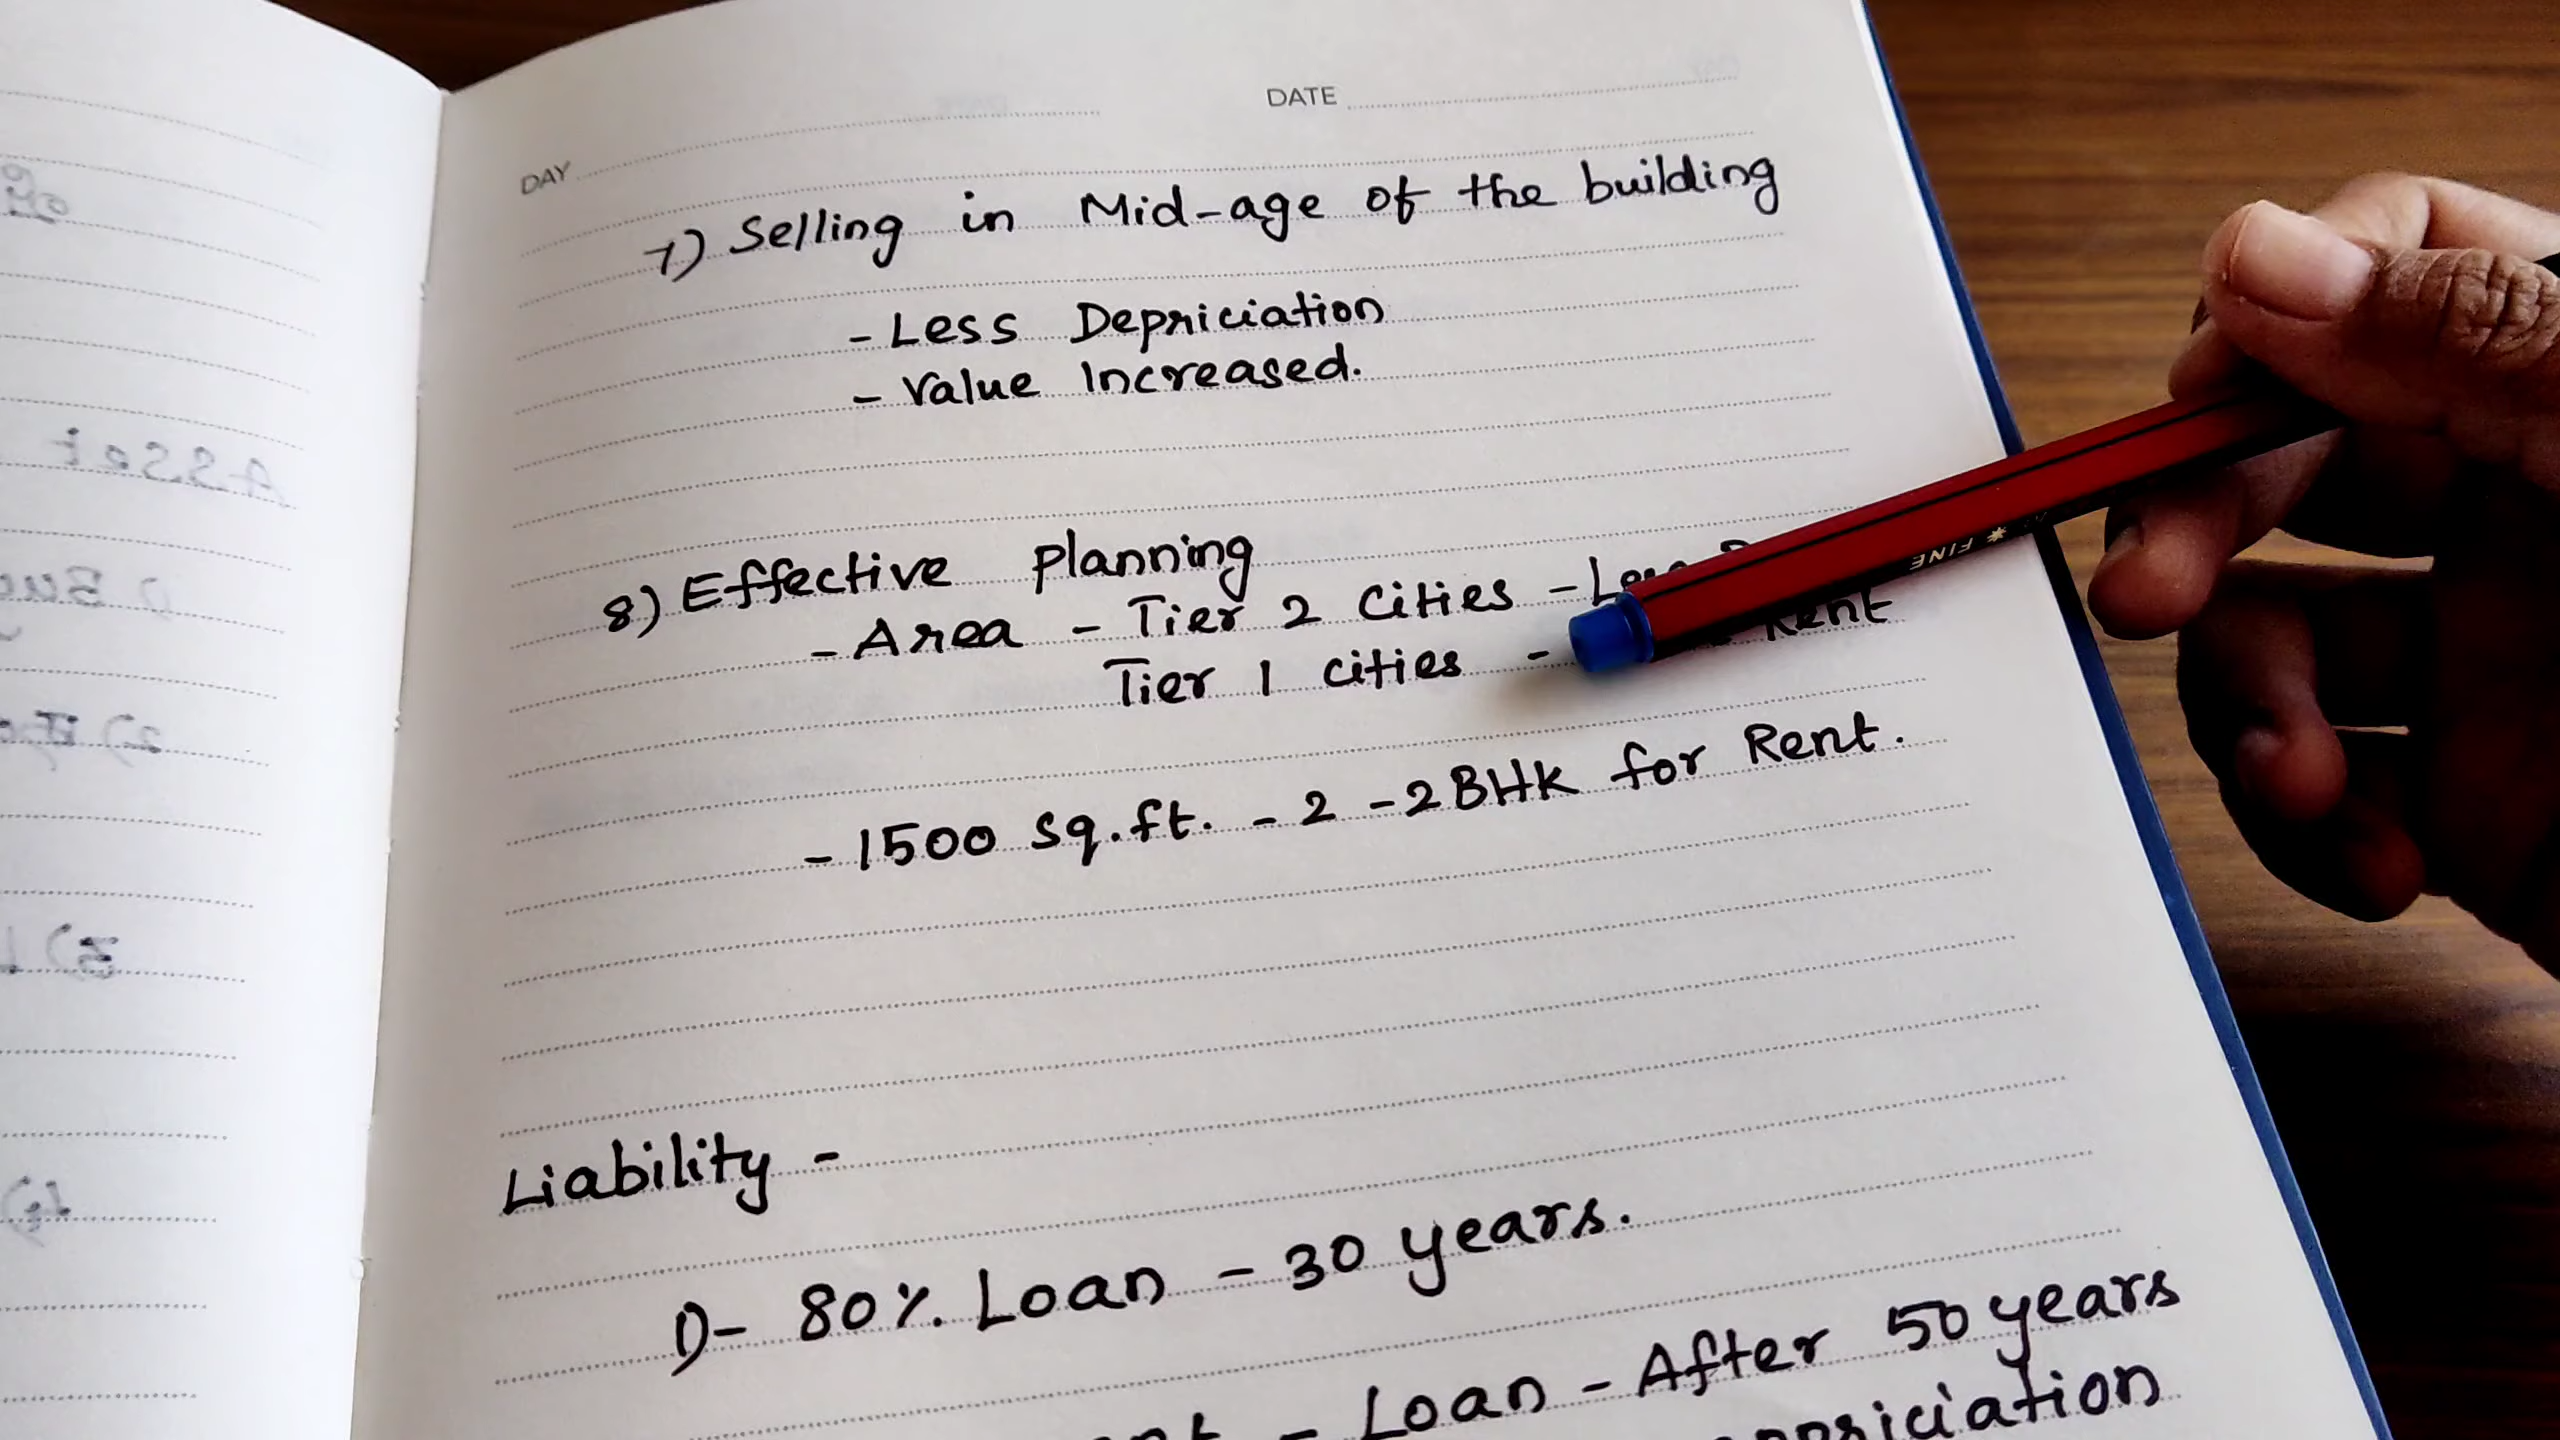 DAY
DATE
7) Selling in Mid-age of the building
- Less Depriciation
- Value Increased.
8) Effective planning
- Area - Tier 2 Cities -
Tier 1 cities - Rent
- 1500 sq.ft. - 2 - 2BHK for Rent.
Liability -
1) - 80% Loan - 30 years.
- Loan - After 50 years
FINE
Asset